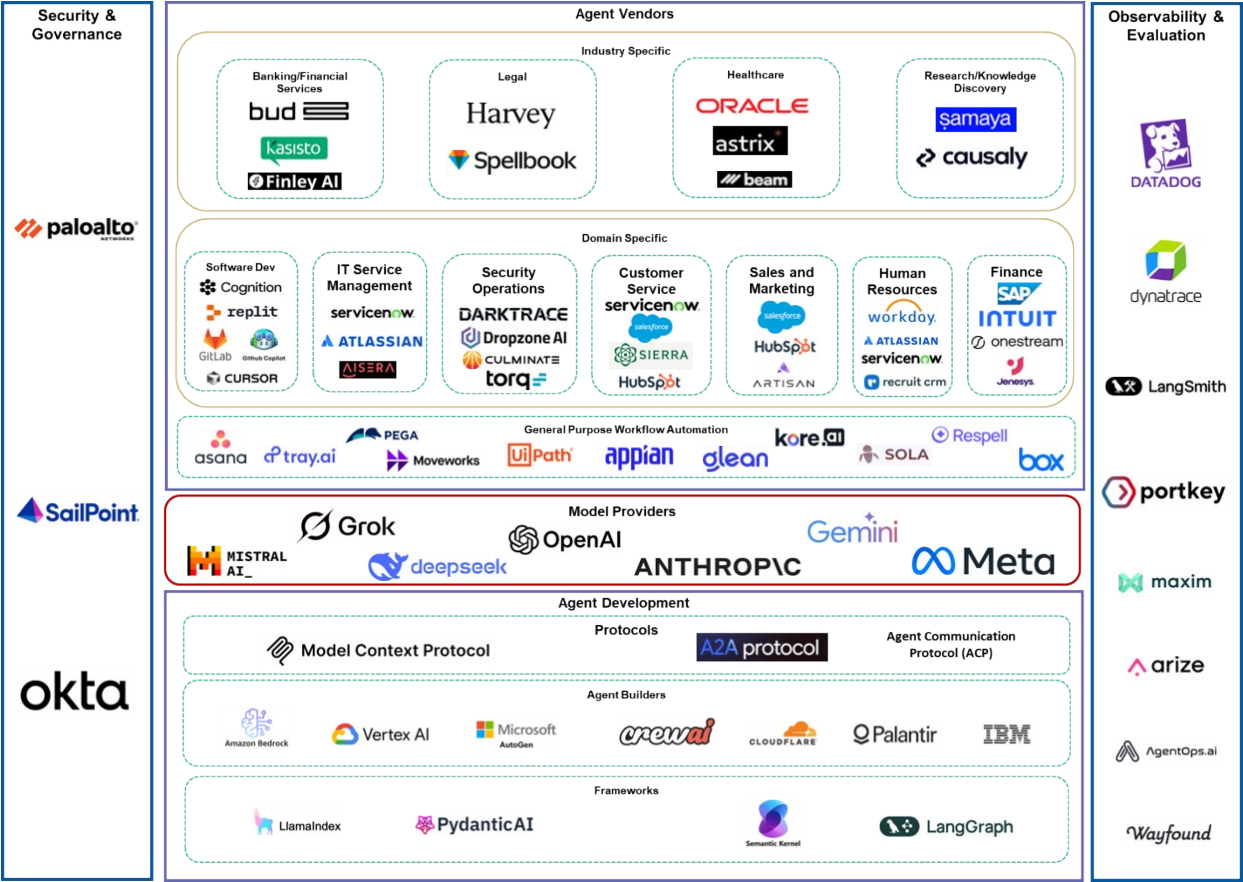 Security &
Governance
paloalto
NETWORKS
SailPoint.
okta
Agent Vendors
Industry Specific
Banking/Financial
Services
bud
kasisto
Finley AI
Legal
Harvey
Spellbook
Healthcare
ORACLE
astrix
beam
Research/Knowledge
Discovery
samaya
causaly
Domain Specific
Software Dev
Cognition
replit
GitLab
Github Copilot
CURSOR
IT Service
Management
servicenow.
ATLASSIAN
AISERA
Security
Operations
DARKTRACE
Dropzone AI
CULMINATE
torq
Customer
Service
servicenow.
salesforce
SIERRA
HubSpot
Sales and
Marketing
salesforce
HubSpot
ARTISAN
Human
Resources
workday.
ATLASSIAN
servicenow.
recruit crm
Finance
SAP
INTUIT
onestream
Jenesys.
General Purpose Workflow Automation
asana
tray.ai
PEGA
Moveworks
UiPath
appian
glean
kore.ai
SOLA
Respell
box
Model Providers
MISTRAL
AI_
Grok
deepseek
OpenAI
ANTHROP\C
Gemini
Meta
Agent Development
Protocols
Model Context Protocol
A2A protocol
Agent Communication
Protocol (ACP)
Agent Builders
Amazon Bedrock
Vertex AI
Microsoft
AutoGen
crewai
CLOUDFLARE
Palantir
IBM
Frameworks
LlamaIndex
PydanticAI
Semantic Kernel
LangGraph
Observability &
Evaluation
DATADOG
dynatrace
LangSmith
portkey
maxim
arize
AgentOps.ai
Wayfound